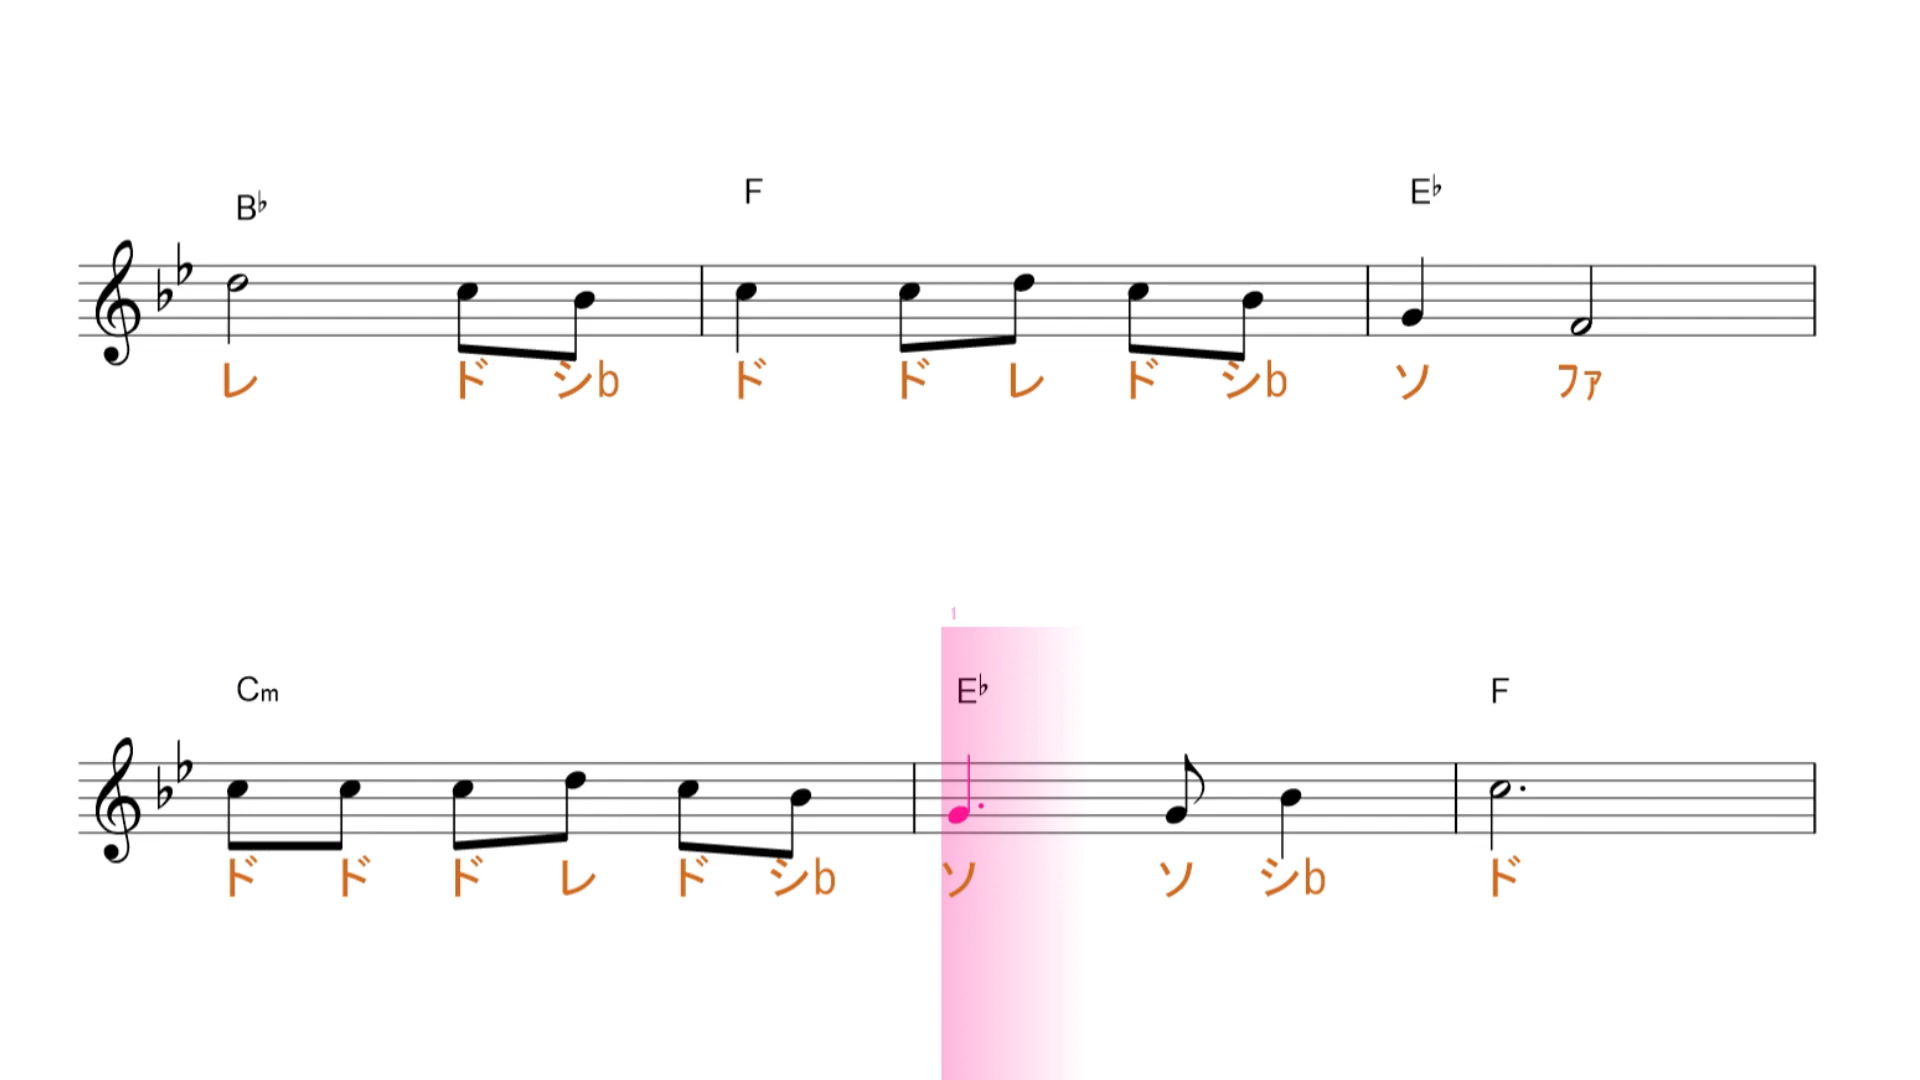 B♭ F E♭
レ ド シb ド ド レ ド シb ソ ファ
1
Cm E♭ F
ド ド ド レ ド シb ソ ソ シb ド